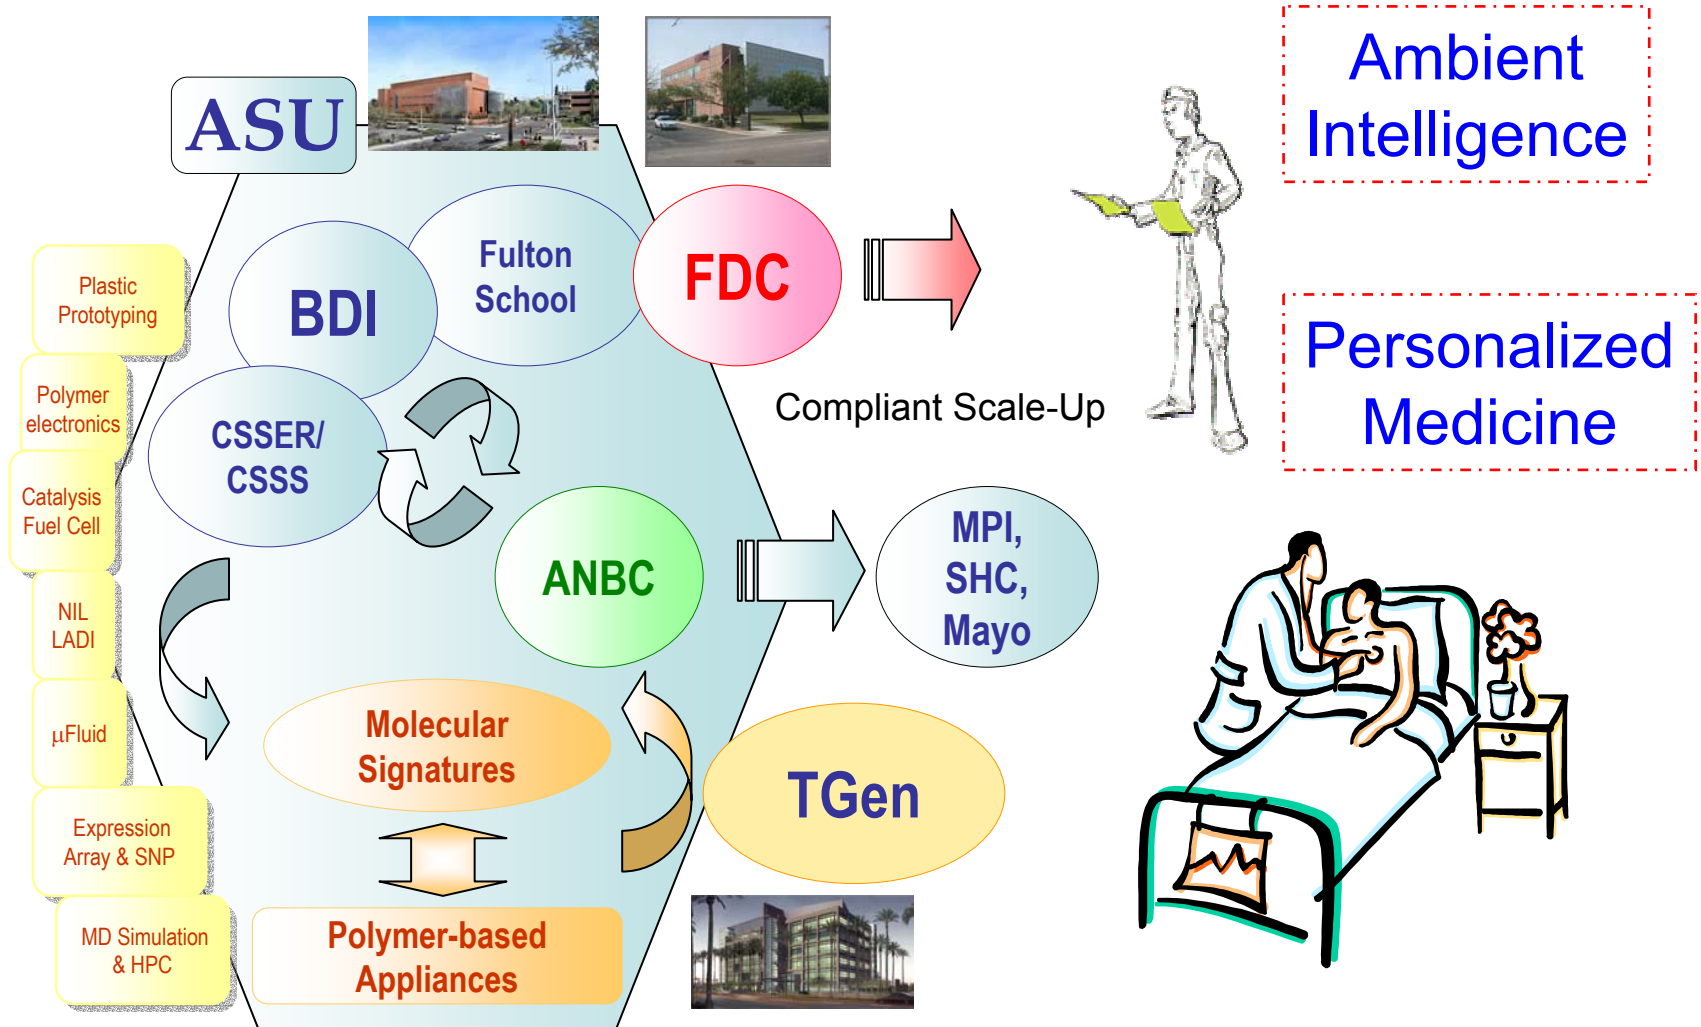 ASU
Ambient
Intelligence
Fulton
School
FDC
BDI
Plastic
Prototyping
Personalized
Medicine
Polymer
electronics
Compliant Scale-Up
CSSER/
CSSS
Catalysis
Fuel Cell
ANBC
MPI,
SHC,
Mayo
NIL
LADI
μFluid
Molecular
Signatures
TGen
Expression
Array & SNP
MD Simulation
& HPC
Polymer-based
Appliances